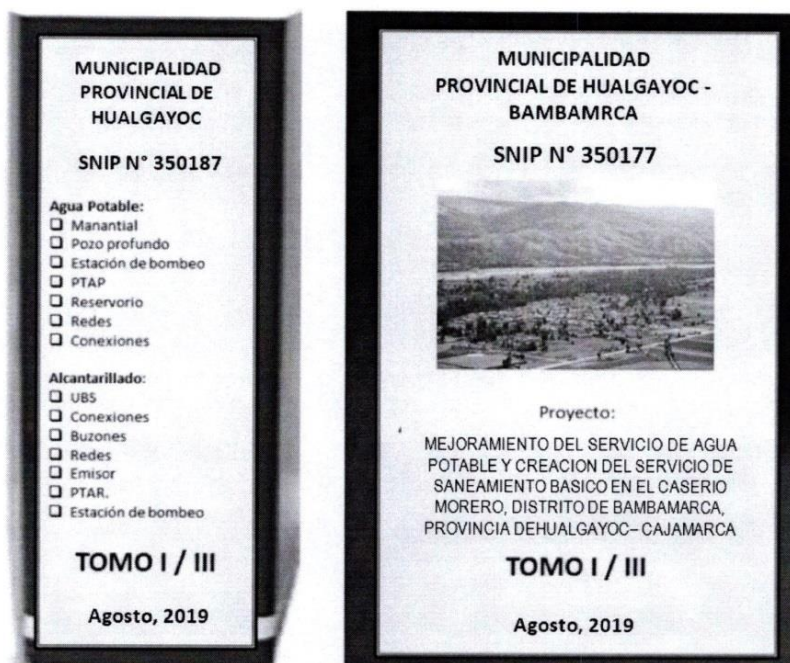 MUNICIPALIDAD
PROVINCIAL DE
HUALGAYOC
SNIP N° 350187
Agua Potable:
❑ Manantial
❑ Pozo profundo
❑ Estación de bombeo
❑ PTAP
❑ Reservorio
❑ Redes
❑ Conexiones
Alcantarillado:
❑ UBS
❑ Conexiones
❑ Buzones
❑ Redes
❑ Emisor
❑ PTAR.
❑ Estación de bombeo
TOMO I / III
Agosto, 2019
MUNICIPALIDAD
PROVINCIAL DE HUALGAYOC -
BAMBAMRCA
SNIP N° 350177
Proyecto:
MEJORAMIENTO DEL SERVICIO DE AGUA
POTABLE Y CREACION DEL SERVICIO DE
SANEAMIENTO BASICO EN EL CASERIO
MORERO, DISTRITO DE BAMBAMARCA,
PROVINCIA DEHUALGAYOC– CAJAMARCA
TOMO I / III
Agosto, 2019